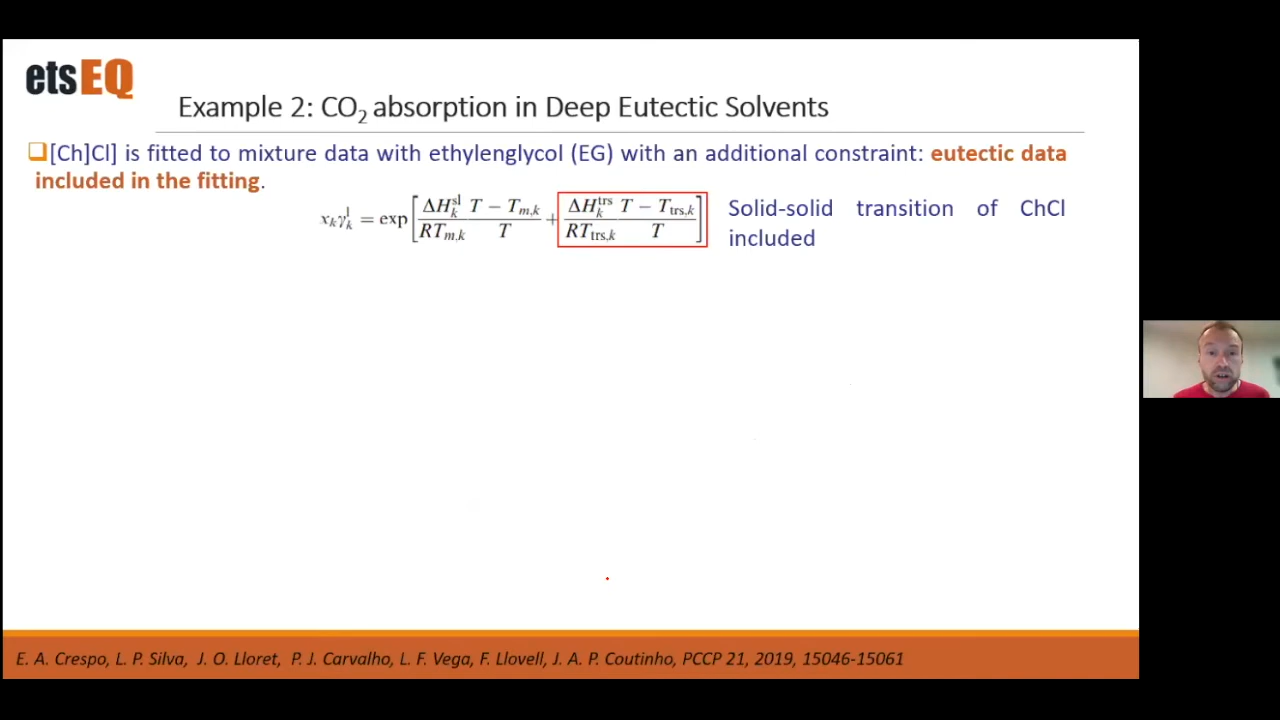 etsEQ
Example 2: CO₂ absorption in Deep Eutectic Solvents
[Ch]Cl] is fitted to mixture data with ethylenglycol (EG) with an additional constraint: eutectic data
included in the fitting.
x_k γ_k^l = exp[ΔH_k^sl / RT_m,k · T − T_m,k / T + ΔH_k^trs / RT_trs,k · T − T_trs,k / T]
Solid-solid transition of ChCl
included
E. A. Crespo, L. P. Silva, J. O. Lloret, P. J. Carvalho, L. F. Vega, F. Llovell, J. A. P. Coutinho, PCCP 21, 2019, 15046-15061